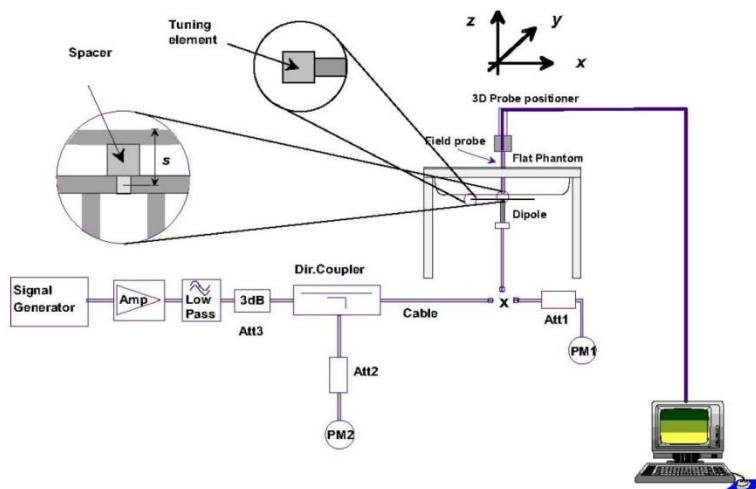 Tuning
element
Spacer
s
z
y
x
3D Probe positioner
Field probe
Flat Phantom
Dipole
Signal
Generator
Amp
Low
Pass
3dB
Att3
Dir.Coupler
Cable
x
Att1
PM1
Att2
PM2